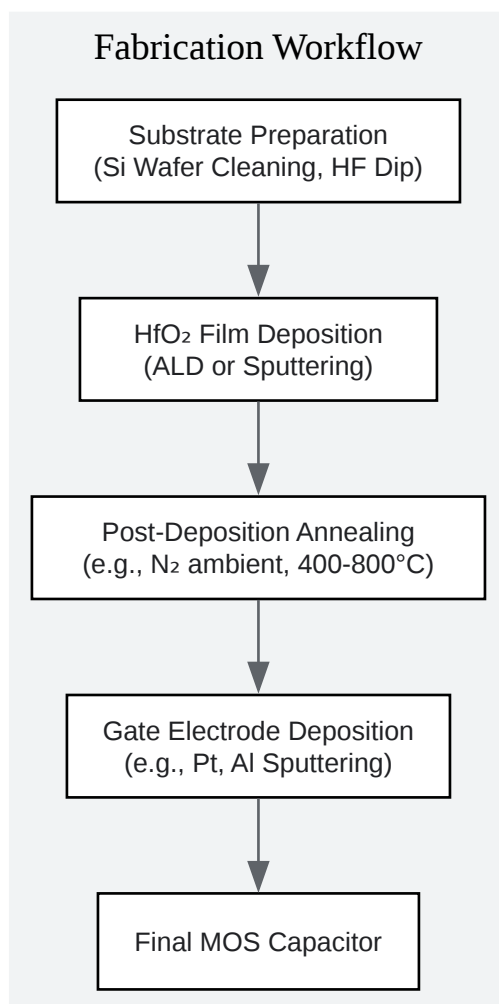 Fabrication Workflow
Substrate Preparation
(Si Wafer Cleaning, HF Dip)
HfO₂ Film Deposition
(ALD or Sputtering)
Post-Deposition Annealing
(e.g., N₂ ambient, 400-800°C)
Gate Electrode Deposition
(e.g., Pt, Al Sputtering)
Final MOS Capacitor